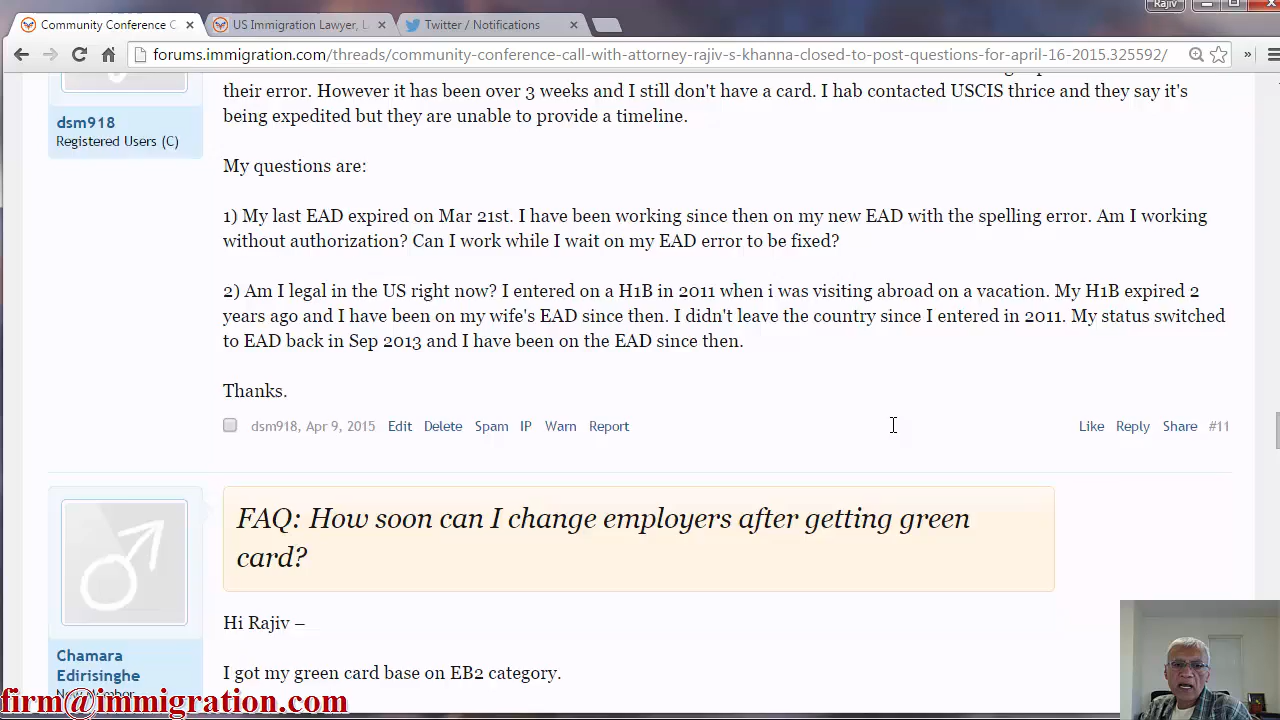 Rajiv
Community Conference C
US Immigration Lawyer, L
Twitter / Notifications
forums.immigration.com/threads/community-conference-call-with-attorney-rajiv-s-khanna-closed-to-post-questions-for-april-16-2015.325592/
their error. However it has been over 3 weeks and I still don't have a card. I hab contacted USCIS thrice and they say it's
being expedited but they are unable to provide a timeline.
dsm918
Registered Users (C)
My questions are:
1) My last EAD expired on Mar 21st. I have been working since then on my new EAD with the spelling error. Am I working
without authorization? Can I work while I wait on my EAD error to be fixed?
2) Am I legal in the US right now? I entered on a H1B in 2011 when i was visiting abroad on a vacation. My H1B expired 2
years ago and I have been on my wife's EAD since then. I didn't leave the country since I entered in 2011. My status switched
to EAD back in Sep 2013 and I have been on the EAD since then.
Thanks.
dsm918, Apr 9, 2015 Edit Delete Spam IP Warn Report Like Reply Share #11
FAQ: How soon can I change employers after getting green
card?
Hi Rajiv –
Chamara
Edirisinghe
I got my green card base on EB2 category.
firm@immigration.com